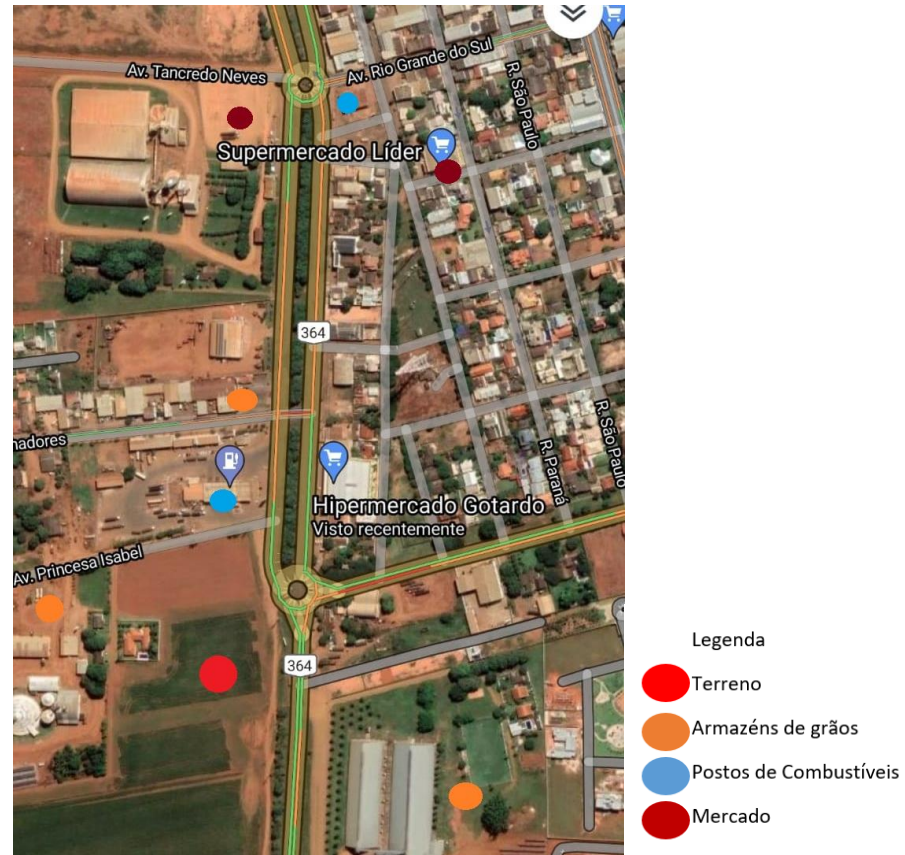 Av. Tancredo Neves
Av. Rio Grande do Sul
R. São Paulo
Supermercado Líder
364
nadores
R. São Paulo
R. Paraná
Hipermercado Gotardo
Visto recentemente
Av. Princesa Isabel
364
Legenda
Terreno
Armazéns de grãos
Postos de Combustíveis
Mercado